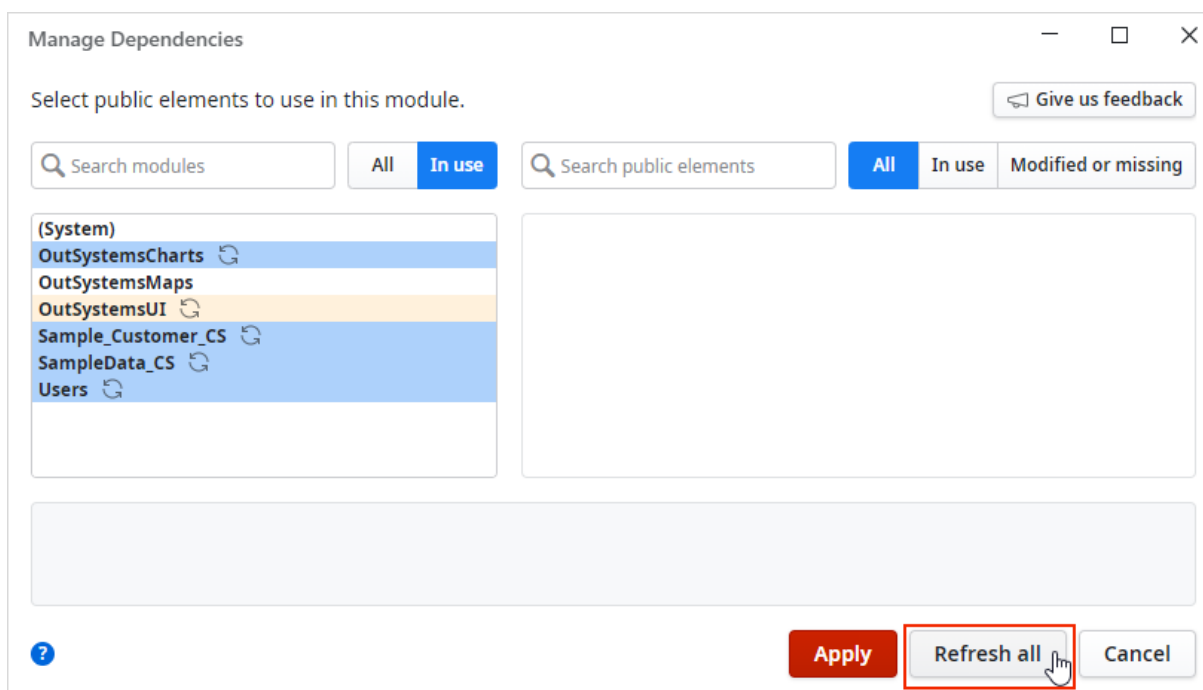 Manage Dependencies
Select public elements to use in this module.
Give us feedback
Search modules
All
In use
Search public elements
All
In use
Modified or missing
(System)
OutSystemsCharts
OutSystemsMaps
OutSystemsUI
Sample_Customer_CS
SampleData_CS
Users
?
Apply
Refresh all
Cancel